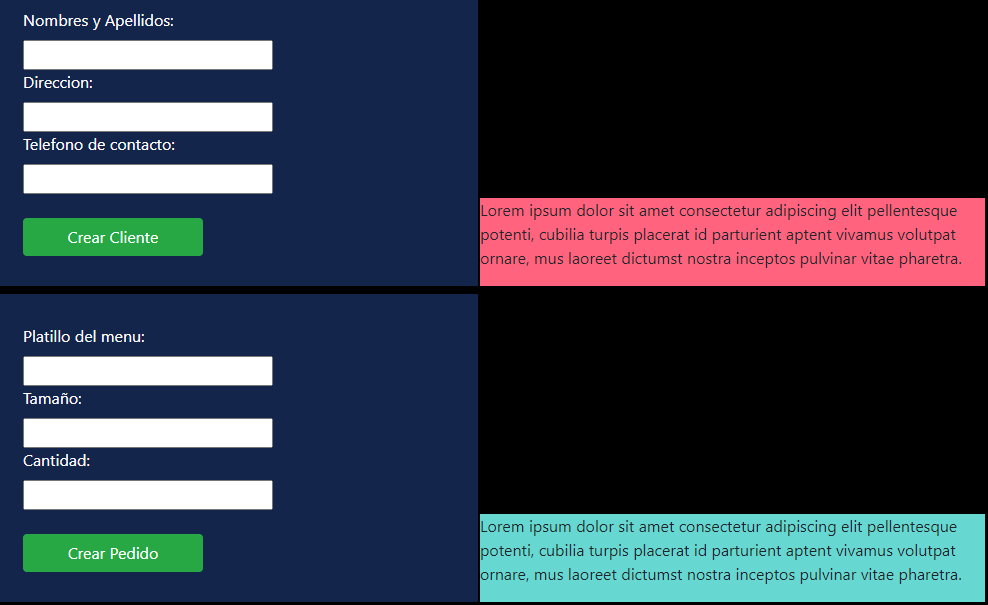 Nombres y Apellidos:
Direccion:
Telefono de contacto:
Crear Cliente
Lorem ipsum dolor sit amet consectetur adipiscing elit pellentesque
potenti, cubilia turpis placerat id parturient aptent vivamus volutpat
ornare, mus laoreet dictumst nostra inceptos pulvinar vitae pharetra.
Platillo del menu:
Tamaño:
Cantidad:
Crear Pedido
Lorem ipsum dolor sit amet consectetur adipiscing elit pellentesque
potenti, cubilia turpis placerat id parturient aptent vivamus volutpat
ornare, mus laoreet dictumst nostra inceptos pulvinar vitae pharetra.